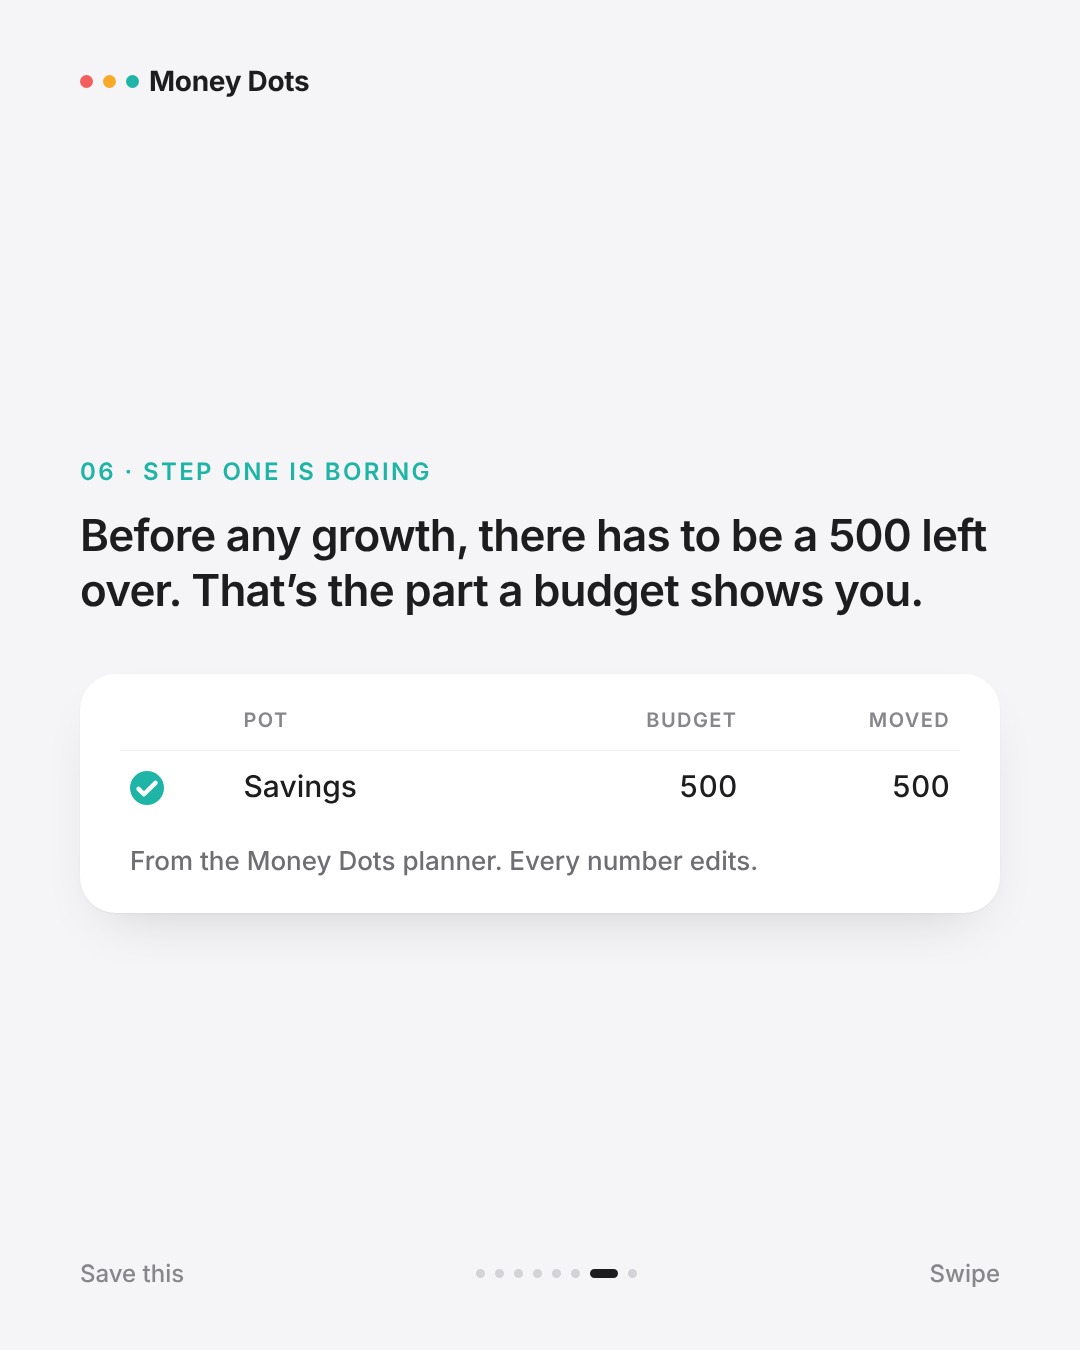 Money Dots
06 · STEP ONE IS BORING
Before any growth, there has to be a 500 left
over. That’s the part a budget shows you.
POT BUDGET MOVED
Savings 500 500
From the Money Dots planner. Every number edits.
Save this Swipe